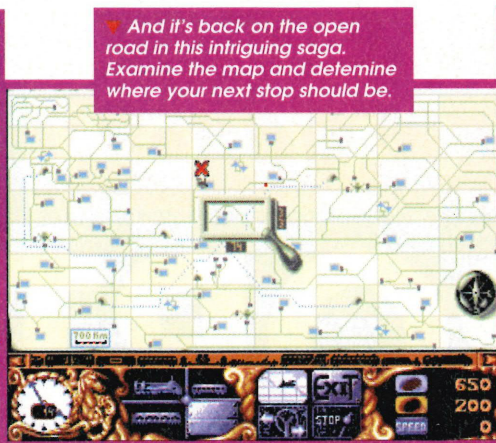 And it's back on the open
road in this intriguing saga.
Examine the map and detemine
where your next stop should be.
700 Km
EXIT
650
STOP
200
SPEED
0